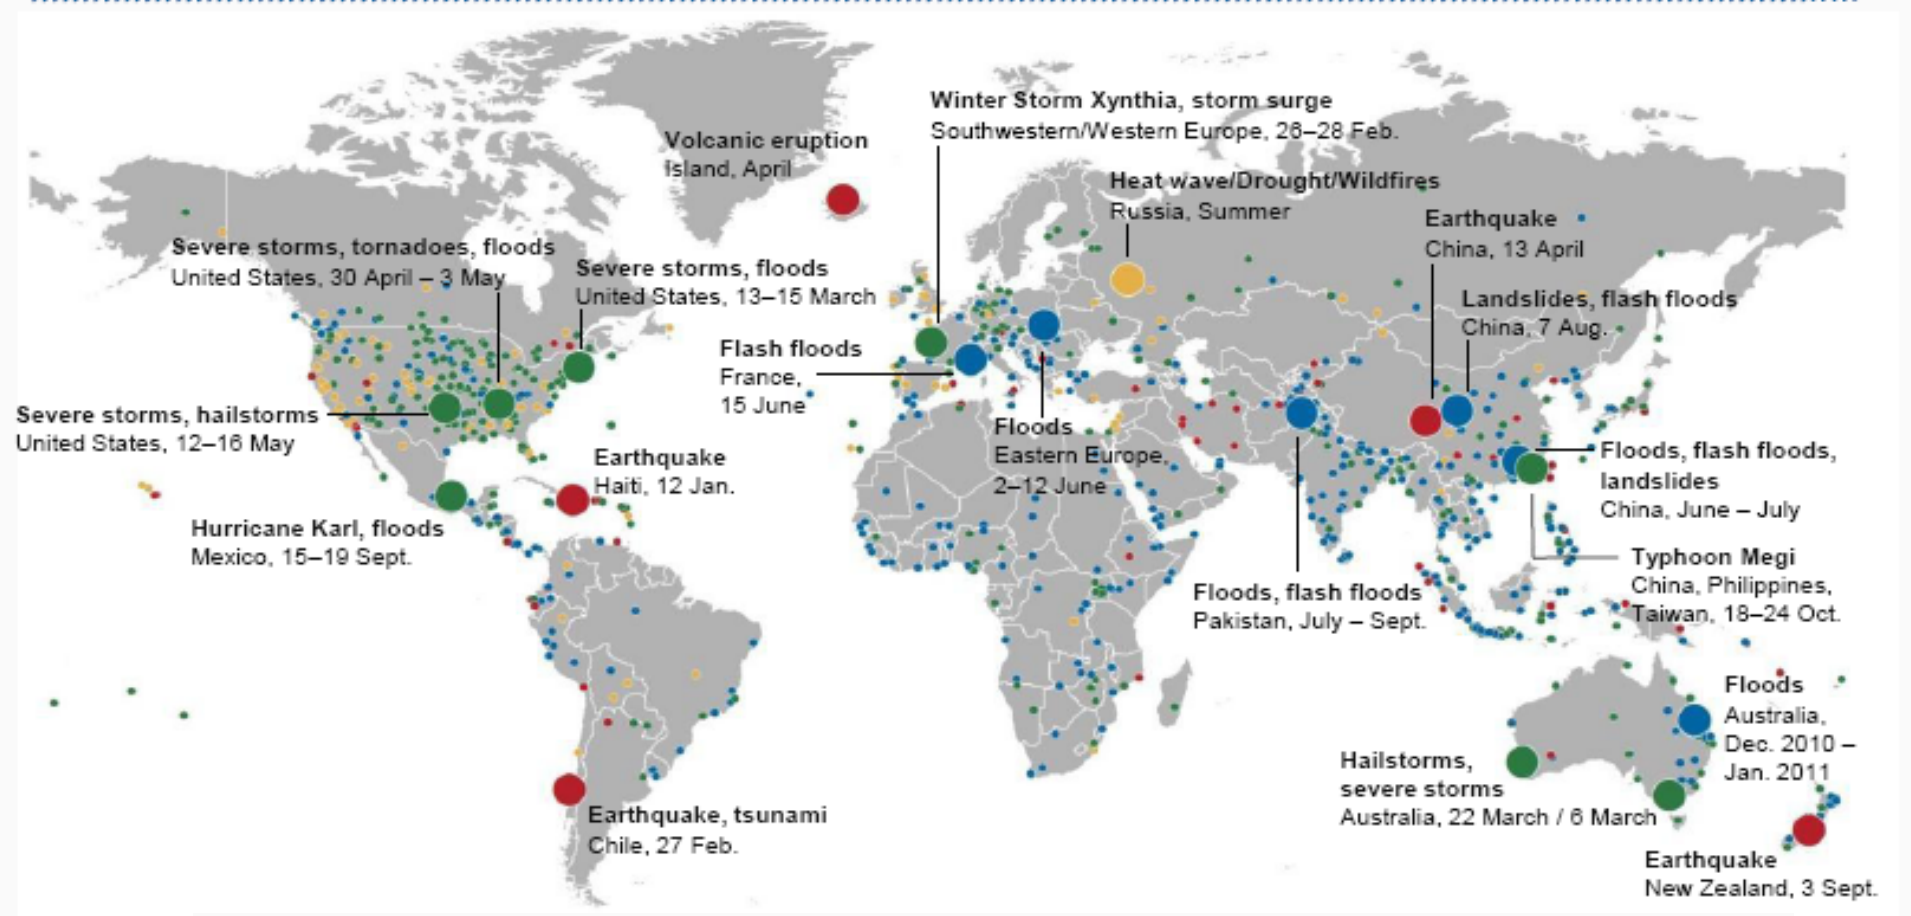 Winter Storm Xynthia, storm surge
Southwestern/Western Europe, 26–28 Feb.
Volcanic eruption
Island, April
Heat wave/Drought/Wildfires
Russia, Summer
Earthquake
China, 13 April
Severe storms, tornadoes, floods
United States, 30 April – 3 May
Severe storms, floods
United States, 13–15 March
Landslides, flash floods
China, 7 Aug.
Flash floods
France,
15 June
Severe storms, hailstorms
United States, 12–16 May
Floods
Eastern Europe,
2–12 June
Earthquake
Haiti, 12 Jan.
Floods, flash floods,
landslides
China, June – July
Hurricane Karl, floods
Mexico, 15–19 Sept.
Typhoon Megi
China, Philippines,
Taiwan, 18–24 Oct.
Floods, flash floods
Pakistan, July – Sept.
Floods
Australia,
Dec. 2010 –
Jan. 2011
Hailstorms,
severe storms
Australia, 22 March / 6 March
Earthquake, tsunami
Chile, 27 Feb.
Earthquake
New Zealand, 3 Sept.